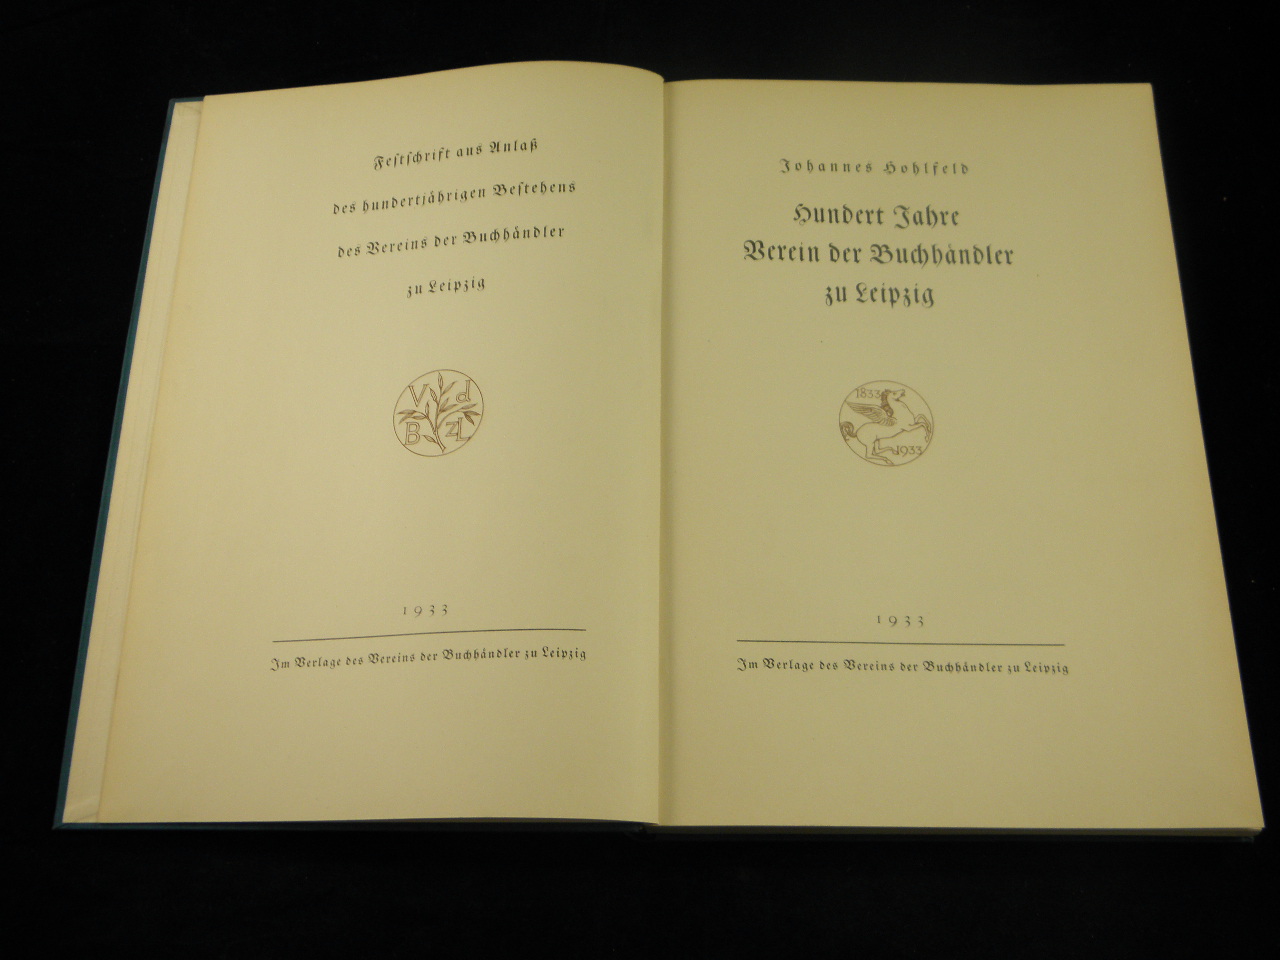 Festschrift aus Anlaß
des hundertjährigen Bestehens
des Vereins der Buchhändler
zu Leipzig
V d
B z L
1933
Im Verlage des Vereins der Buchhändler zu Leipzig
Johannes Hohlfeld
Hundert Jahre
Verein der Buchhändler
zu Leipzig
1833
1933
1933
Im Verlage des Vereins der Buchhändler zu Leipzig